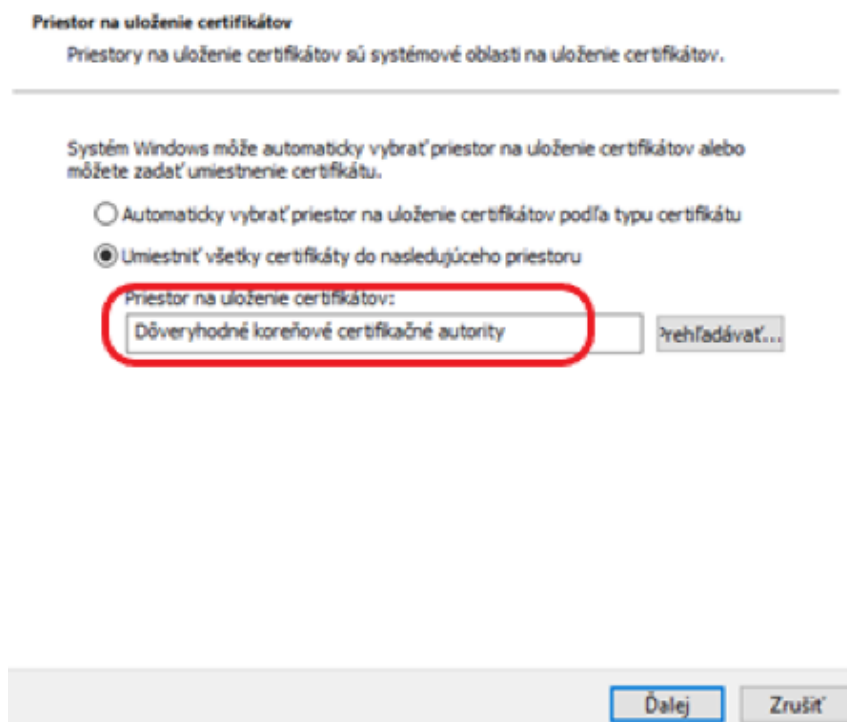 Priestor na uloženie certifikátov
Priestory na uloženie certifikátov sú systémové oblasti na uloženie certifikátov.
Systém Windows môže automaticky vybrať priestor na uloženie certifikátov alebo
môžete zadať umiestnenie certifikátu.
Automaticky vybrať priestor na uloženie certifikátov podľa typu certifikátu
Umiestniť všetky certifikáty do nasledujúceho priestoru
Priestor na uloženie certifikátov:
Dôveryhodné koreňové certifikačné autority
Prehľadávať...
Ďalej
Zrušiť